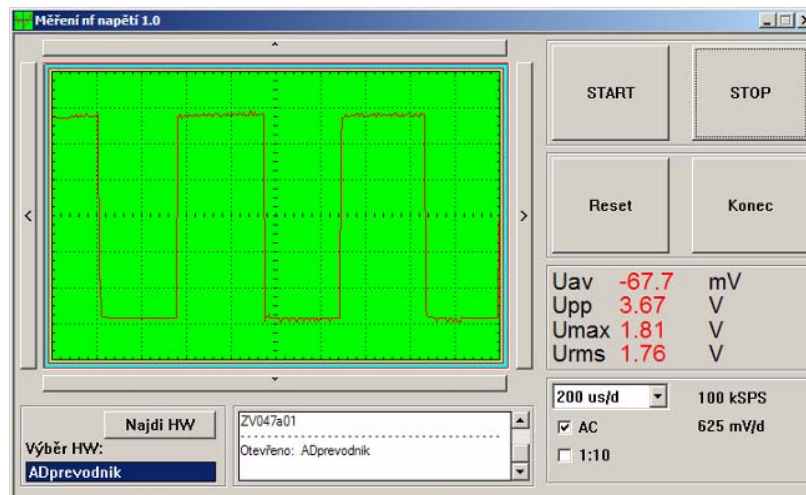 Měření nf napětí 1.0
START
STOP
Reset
Konec
Uav -67.7 mV
Upp 3.67 V
Umax 1.81 V
Urms 1.76 V
200 us/d
100 kSPS
AC
625 mV/d
1:10
Najdi HW
Výběr HW:
ADprevodnik
ZV047a01
Otevřeno: ADprevodnik